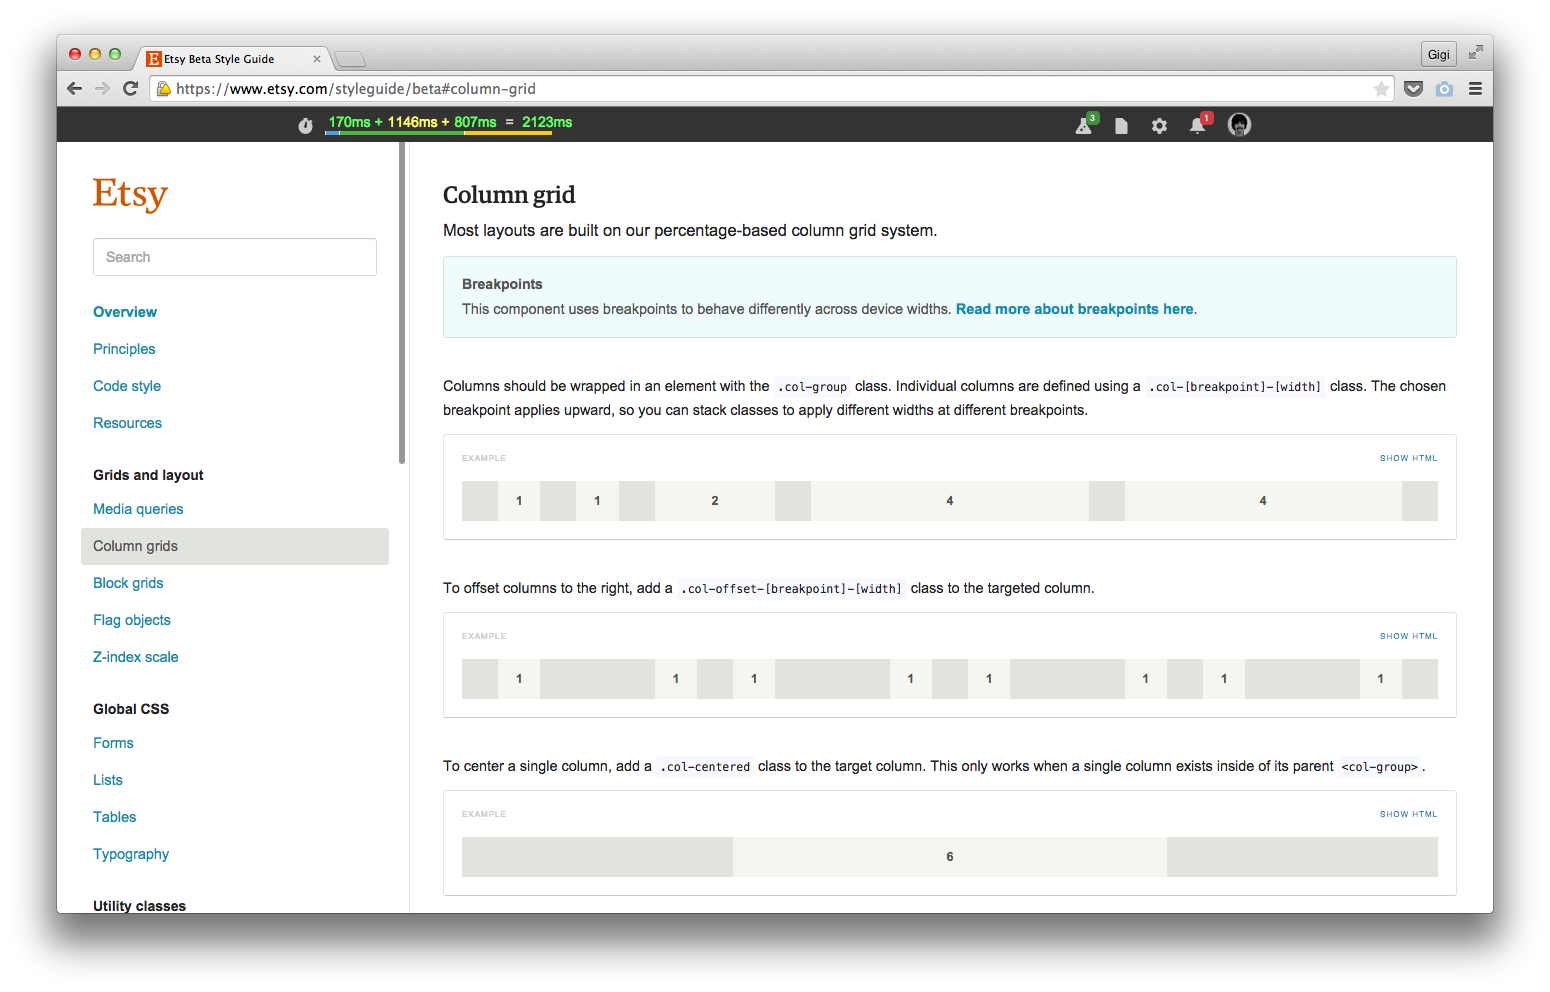 Etsy Beta Style Guide
Gigi
https://www.etsy.com/styleguide/beta#column-grid
170ms + 1146ms + 807ms = 2123ms
3
1
Etsy
Search
Overview
Principles
Code style
Resources
Grids and layout
Media queries
Column grids
Block grids
Flag objects
Z-index scale
Global CSS
Forms
Lists
Tables
Typography
Utility classes
Column grid
Most layouts are built on our percentage-based column grid system.
Breakpoints
This component uses breakpoints to behave differently across device widths. Read more about breakpoints here.
Columns should be wrapped in an element with the .col-group class. Individual columns are defined using a .col-[breakpoint]-[width] class. The chosen
breakpoint applies upward, so you can stack classes to apply different widths at different breakpoints.
EXAMPLE SHOW HTML
1 1 2 4 4
To offset columns to the right, add a .col-offset-[breakpoint]-[width] class to the targeted column.
EXAMPLE SHOW HTML
1 1 1 1 1 1 1 1
To center a single column, add a .col-centered class to the target column. This only works when a single column exists inside of its parent <col-group>.
EXAMPLE SHOW HTML
6